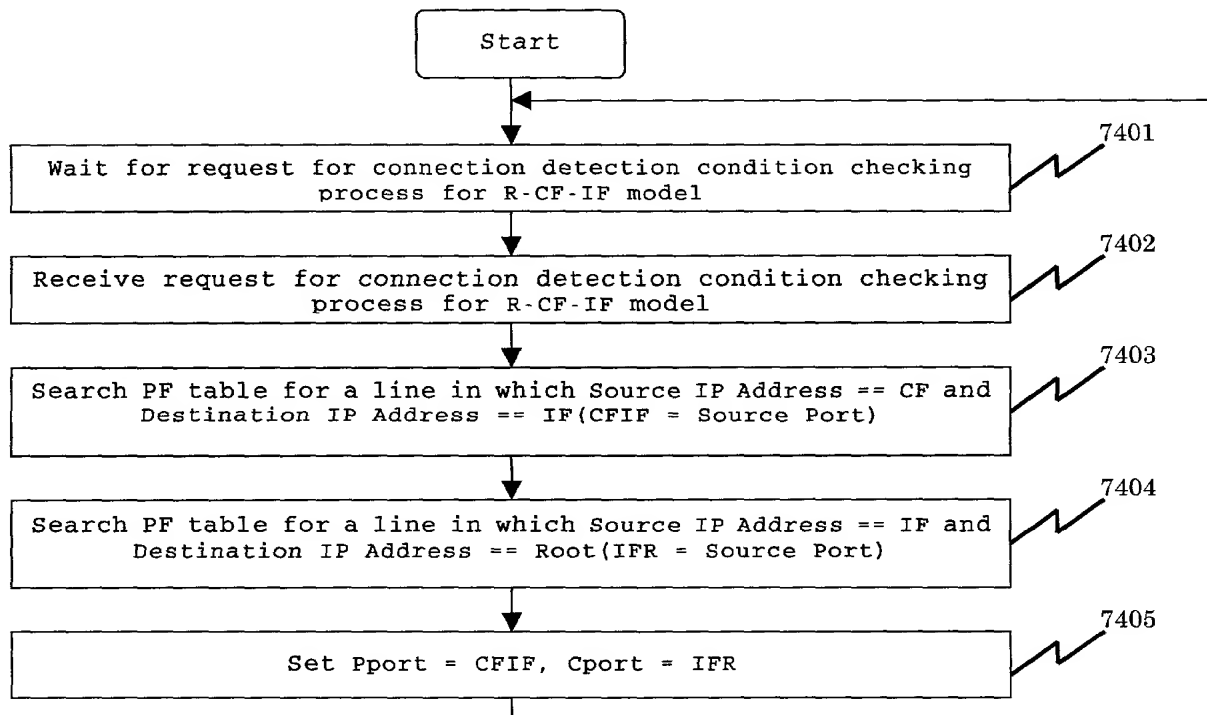 Start
7401
Wait for request for connection detection condition checking
process for R-CF-IF model
7402
Receive request for connection detection condition checking
process for R-CF-IF model
7403
Search PF table for a line in which Source IP Address == CF and
Destination IP Address == IF(CFIF = Source Port)
7404
Search PF table for a line in which Source IP Address == IF and
Destination IP Address == Root(IFR = Source Port)
7405
Set Pport = CFIF, Cport = IFR